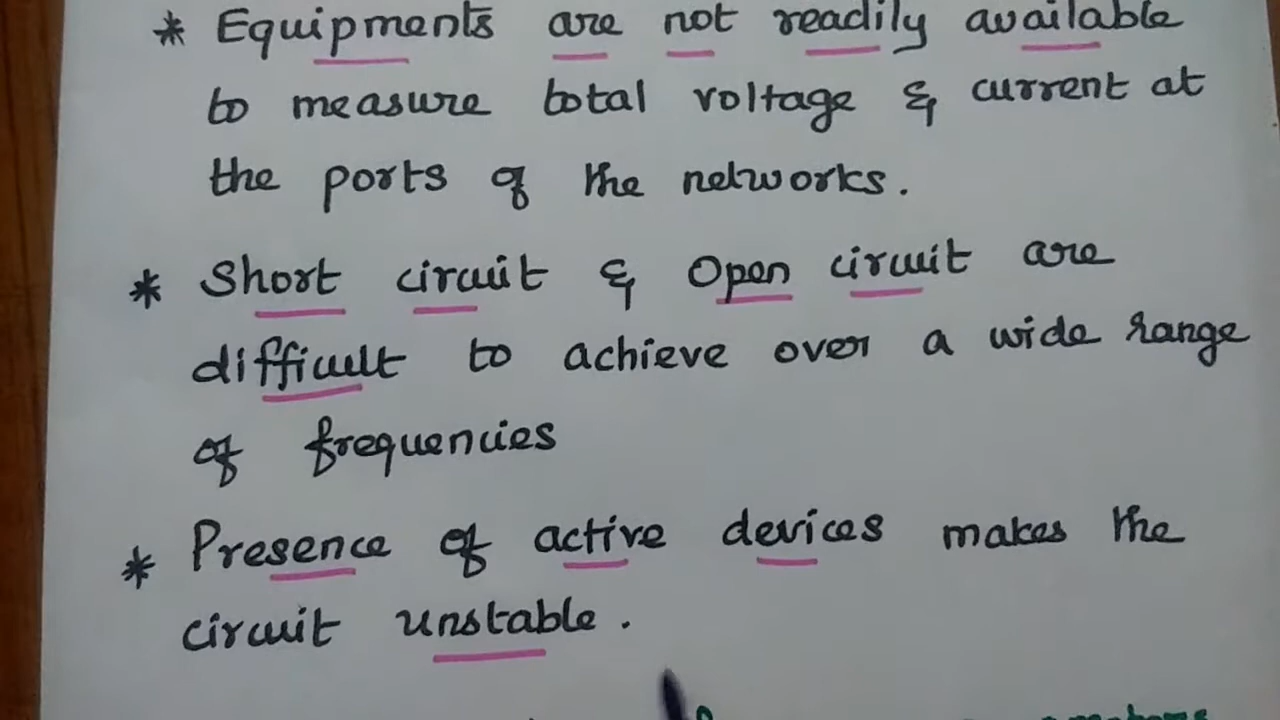 * Equipments are not readily available
to measure total voltage & current at
the ports of the networks.
* Short circuit & Open circuit are
difficult to achieve over a wide range
of frequencies
* Presence of active devices makes the
circuit unstable.